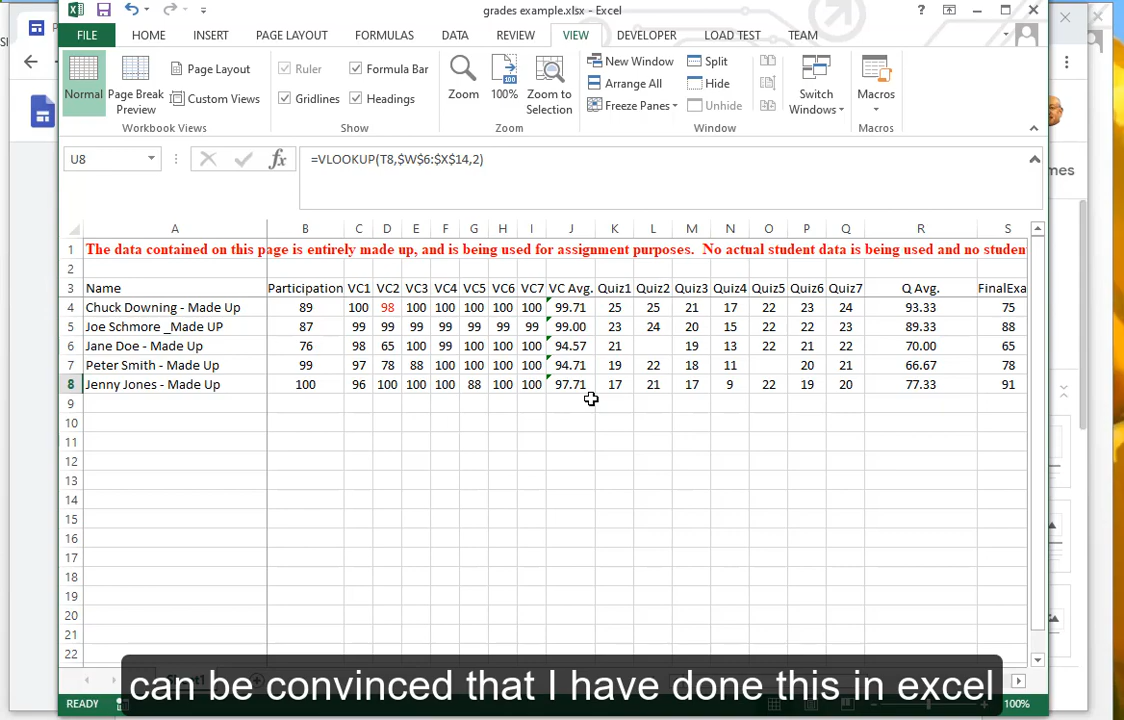 grades example.xlsx - Excel
?
FILE HOME INSERT PAGE LAYOUT FORMULAS DATA REVIEW VIEW DEVELOPER LOAD TEST TEAM
Normal
Page Break Preview
Page Layout
Custom Views
Workbook Views
Ruler
Formula Bar
Gridlines
Headings
Show
Zoom
100%
Zoom to Selection
Zoom
New Window
Arrange All
Freeze Panes
Split
Hide
Unhide
Switch Windows
Window
Macros
Macros
U8 fx =VLOOKUP(T8,$W$6:$X$14,2)
A B C D E F G H I J K L M N O P Q R S
1 The data contained on this page is entirely made up, and is being used for assignment purposes. No actual student data is being used and no studen
2
3 Name Participation VC1 VC2 VC3 VC4 VC5 VC6 VC7 VC Avg. Quiz1 Quiz2 Quiz3 Quiz4 Quiz5 Quiz6 Quiz7 Q Avg. FinalExa
4 Chuck Downing - Made Up 89 100 98 100 100 100 100 100 99.71 25 25 21 17 22 23 24 93.33 75
5 Joe Schmore _Made UP 87 99 99 99 99 99 99 99 99.00 23 24 20 15 22 22 23 89.33 88
6 Jane Doe - Made Up 76 98 65 100 99 100 100 100 94.57 21 19 13 22 21 22 70.00 65
7 Peter Smith - Made Up 99 97 78 88 100 100 100 100 94.71 19 22 18 11 20 21 66.67 78
8 Jenny Jones - Made Up 100 96 100 100 100 88 100 100 97.71 17 21 17 9 22 19 20 77.33 91
9
10
11
12
13
14
15
16
17
18
19
20
21
22
can be convinced that I have done this in excel
READY
100%
mes